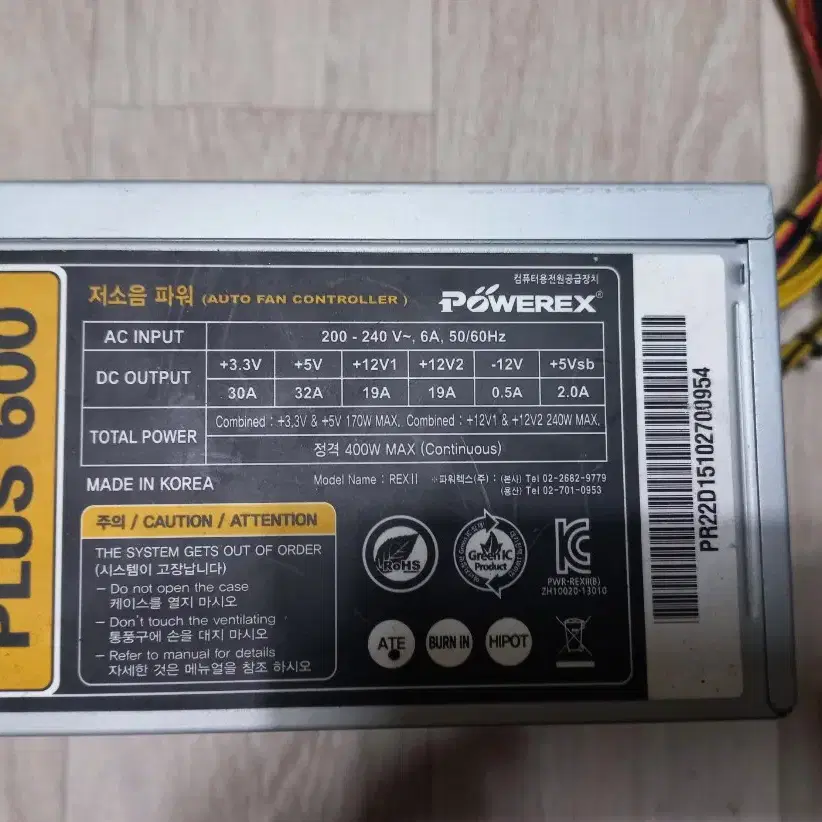 PLUS 600
컴퓨터용전원공급장치
저소음 파워 (AUTO FAN CONTROLLER)
POWEREX®
AC INPUT 200 - 240 V~, 6A, 50/60Hz
DC OUTPUT +3.3V +5V +12V1 +12V2 -12V +5Vsb
30A 32A 19A 19A 0.5A 2.0A
TOTAL POWER Combined : +3.3V & +5V 170W MAX, Combined : +12V1 & +12V2 240W MAX,
정격 400W MAX (Continuous)
MADE IN KOREA
Model Name : REXII ※파워렉스(주) : (본사) Tel 02-2682-9779
(용산) Tel 02-701-0953
주의 / CAUTION / ATTENTION
THE SYSTEM GETS OUT OF ORDER
(시스템이 고장납니다)
- Do not open the case
케이스를 열지 마시오
- Don't touch the ventilating
통풍구에 손을 대지 마시오
- Refer to manual for details
자세한 것은 메뉴얼을 참조 하시오
RoHS
Green IC
Product
PWR-REXII(B)
ZH10020-13010
ATE
BURN IN
HIPOT
PR22D15102700954